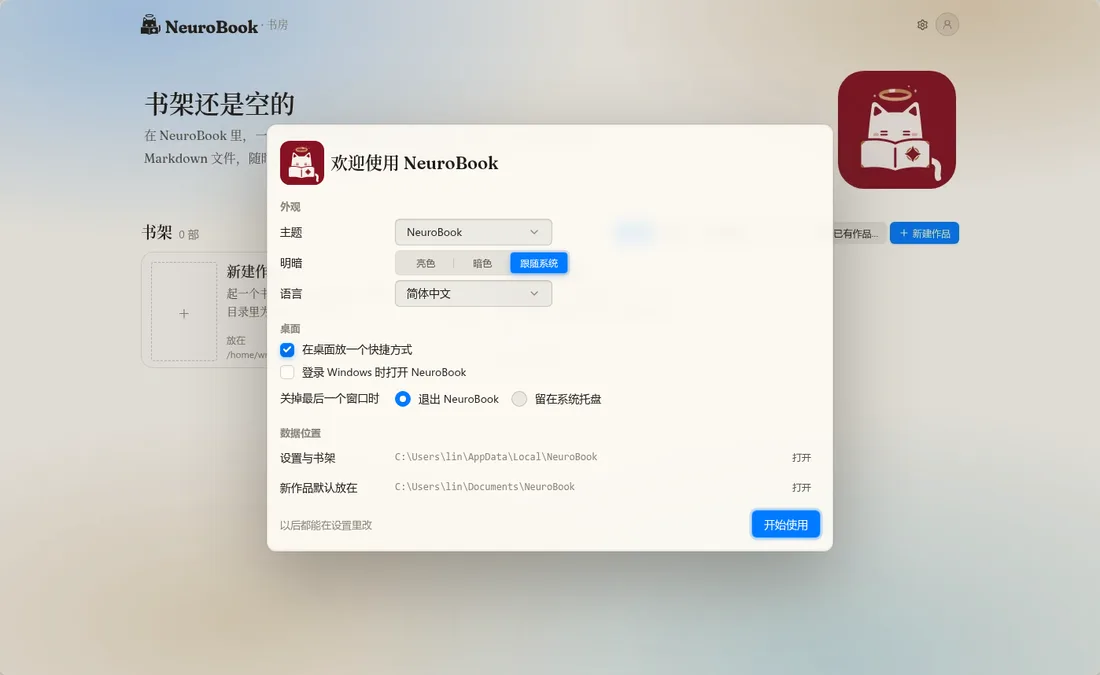 NeuroBook · 书房
书架还是空的
在 NeuroBook 里，一
Markdown 文件，随
欢迎使用 NeuroBook
外观
主题 NeuroBook
明暗 亮色 暗色 跟随系统
语言 简体中文
桌面
在桌面放一个快捷方式
登录 Windows 时打开 NeuroBook
关掉最后一个窗口时 退出 NeuroBook 留在系统托盘
数据位置
设置与书架 C:\Users\lin\AppData\Local\NeuroBook 打开
新作品默认放在 C:\Users\lin\Documents\NeuroBook 打开
以后都能在设置里改 开始使用
书架 0 部
已有作品… + 新建作品
新建作
起一个
目录里
放在
/home/w